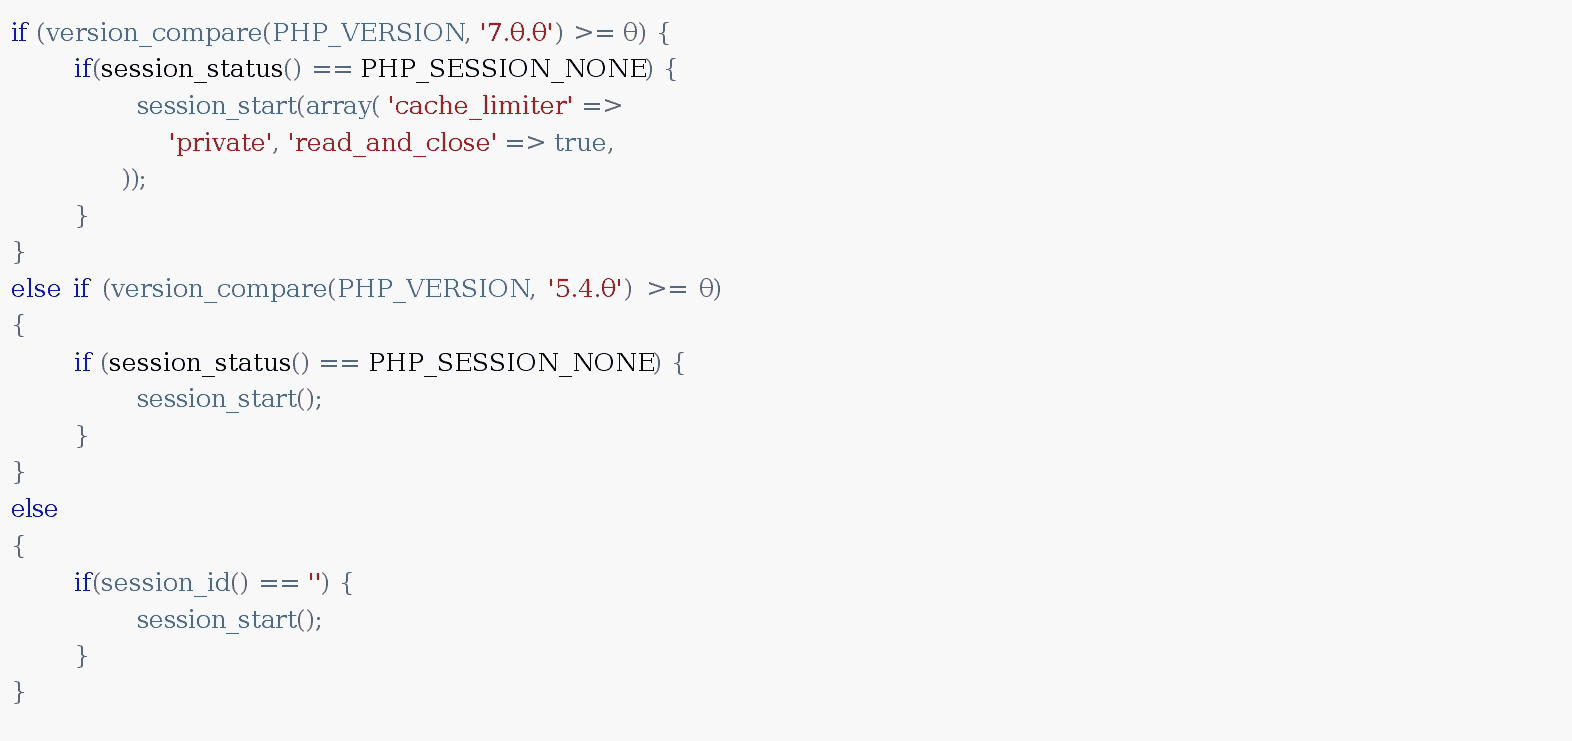 if (version_compare(PHP_VERSION, '7.0.0') >= 0) {
if(session_status() == PHP_SESSION_NONE) {
session_start(array( 'cache_limiter' =>
'private', 'read_and_close' => true,
));
}
}
else if (version_compare(PHP_VERSION, '5.4.0') >= 0)
{
if (session_status() == PHP_SESSION_NONE) {
session_start();
}
}
else
{
if(session_id() == '') {
session_start();
}
}